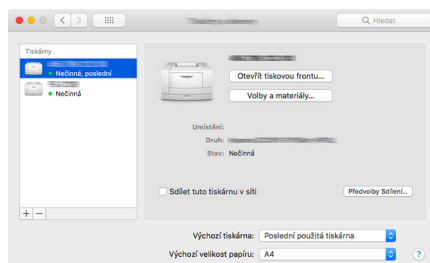 Hledat
Tiskárny
Nečinná, poslední
Nečinná
Otevřít tiskovou frontu...
Volby a materiály...
Umístění:
Druh:
Stav: Nečinná
Sdílet tuto tiskárnu v síti
Předvolby Sdílení...
+ −
Výchozí tiskárna: Poslední použitá tiskárna
Výchozí velikost papíru: A4
?